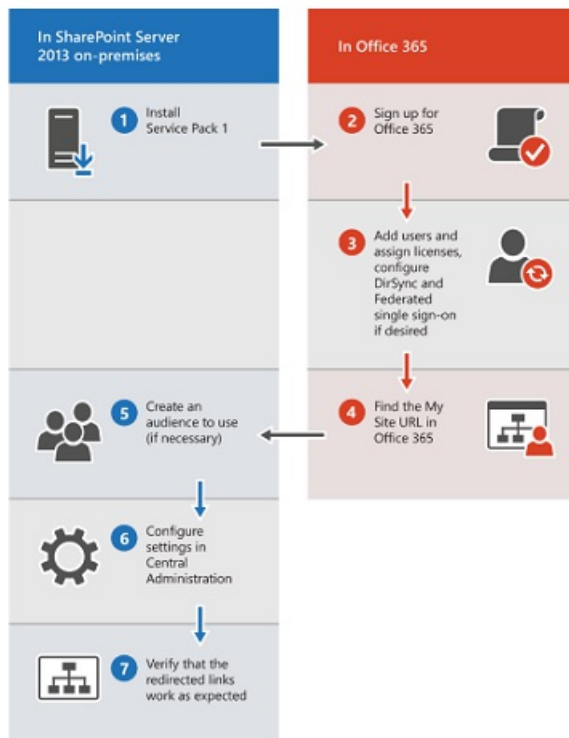 In SharePoint Server
2013 on-premises
In Office 365
1 Install
Service Pack 1
2 Sign up for
Office 365
3 Add users and
assign licenses,
configure
DirSync and
Federated
single sign-on
if desired
4 Find the My
Site URL in
Office 365
5 Create an
audience to use
(if necessary)
6 Configure
settings in
Central
Administration
7 Verify that the
redirected links
work as expected